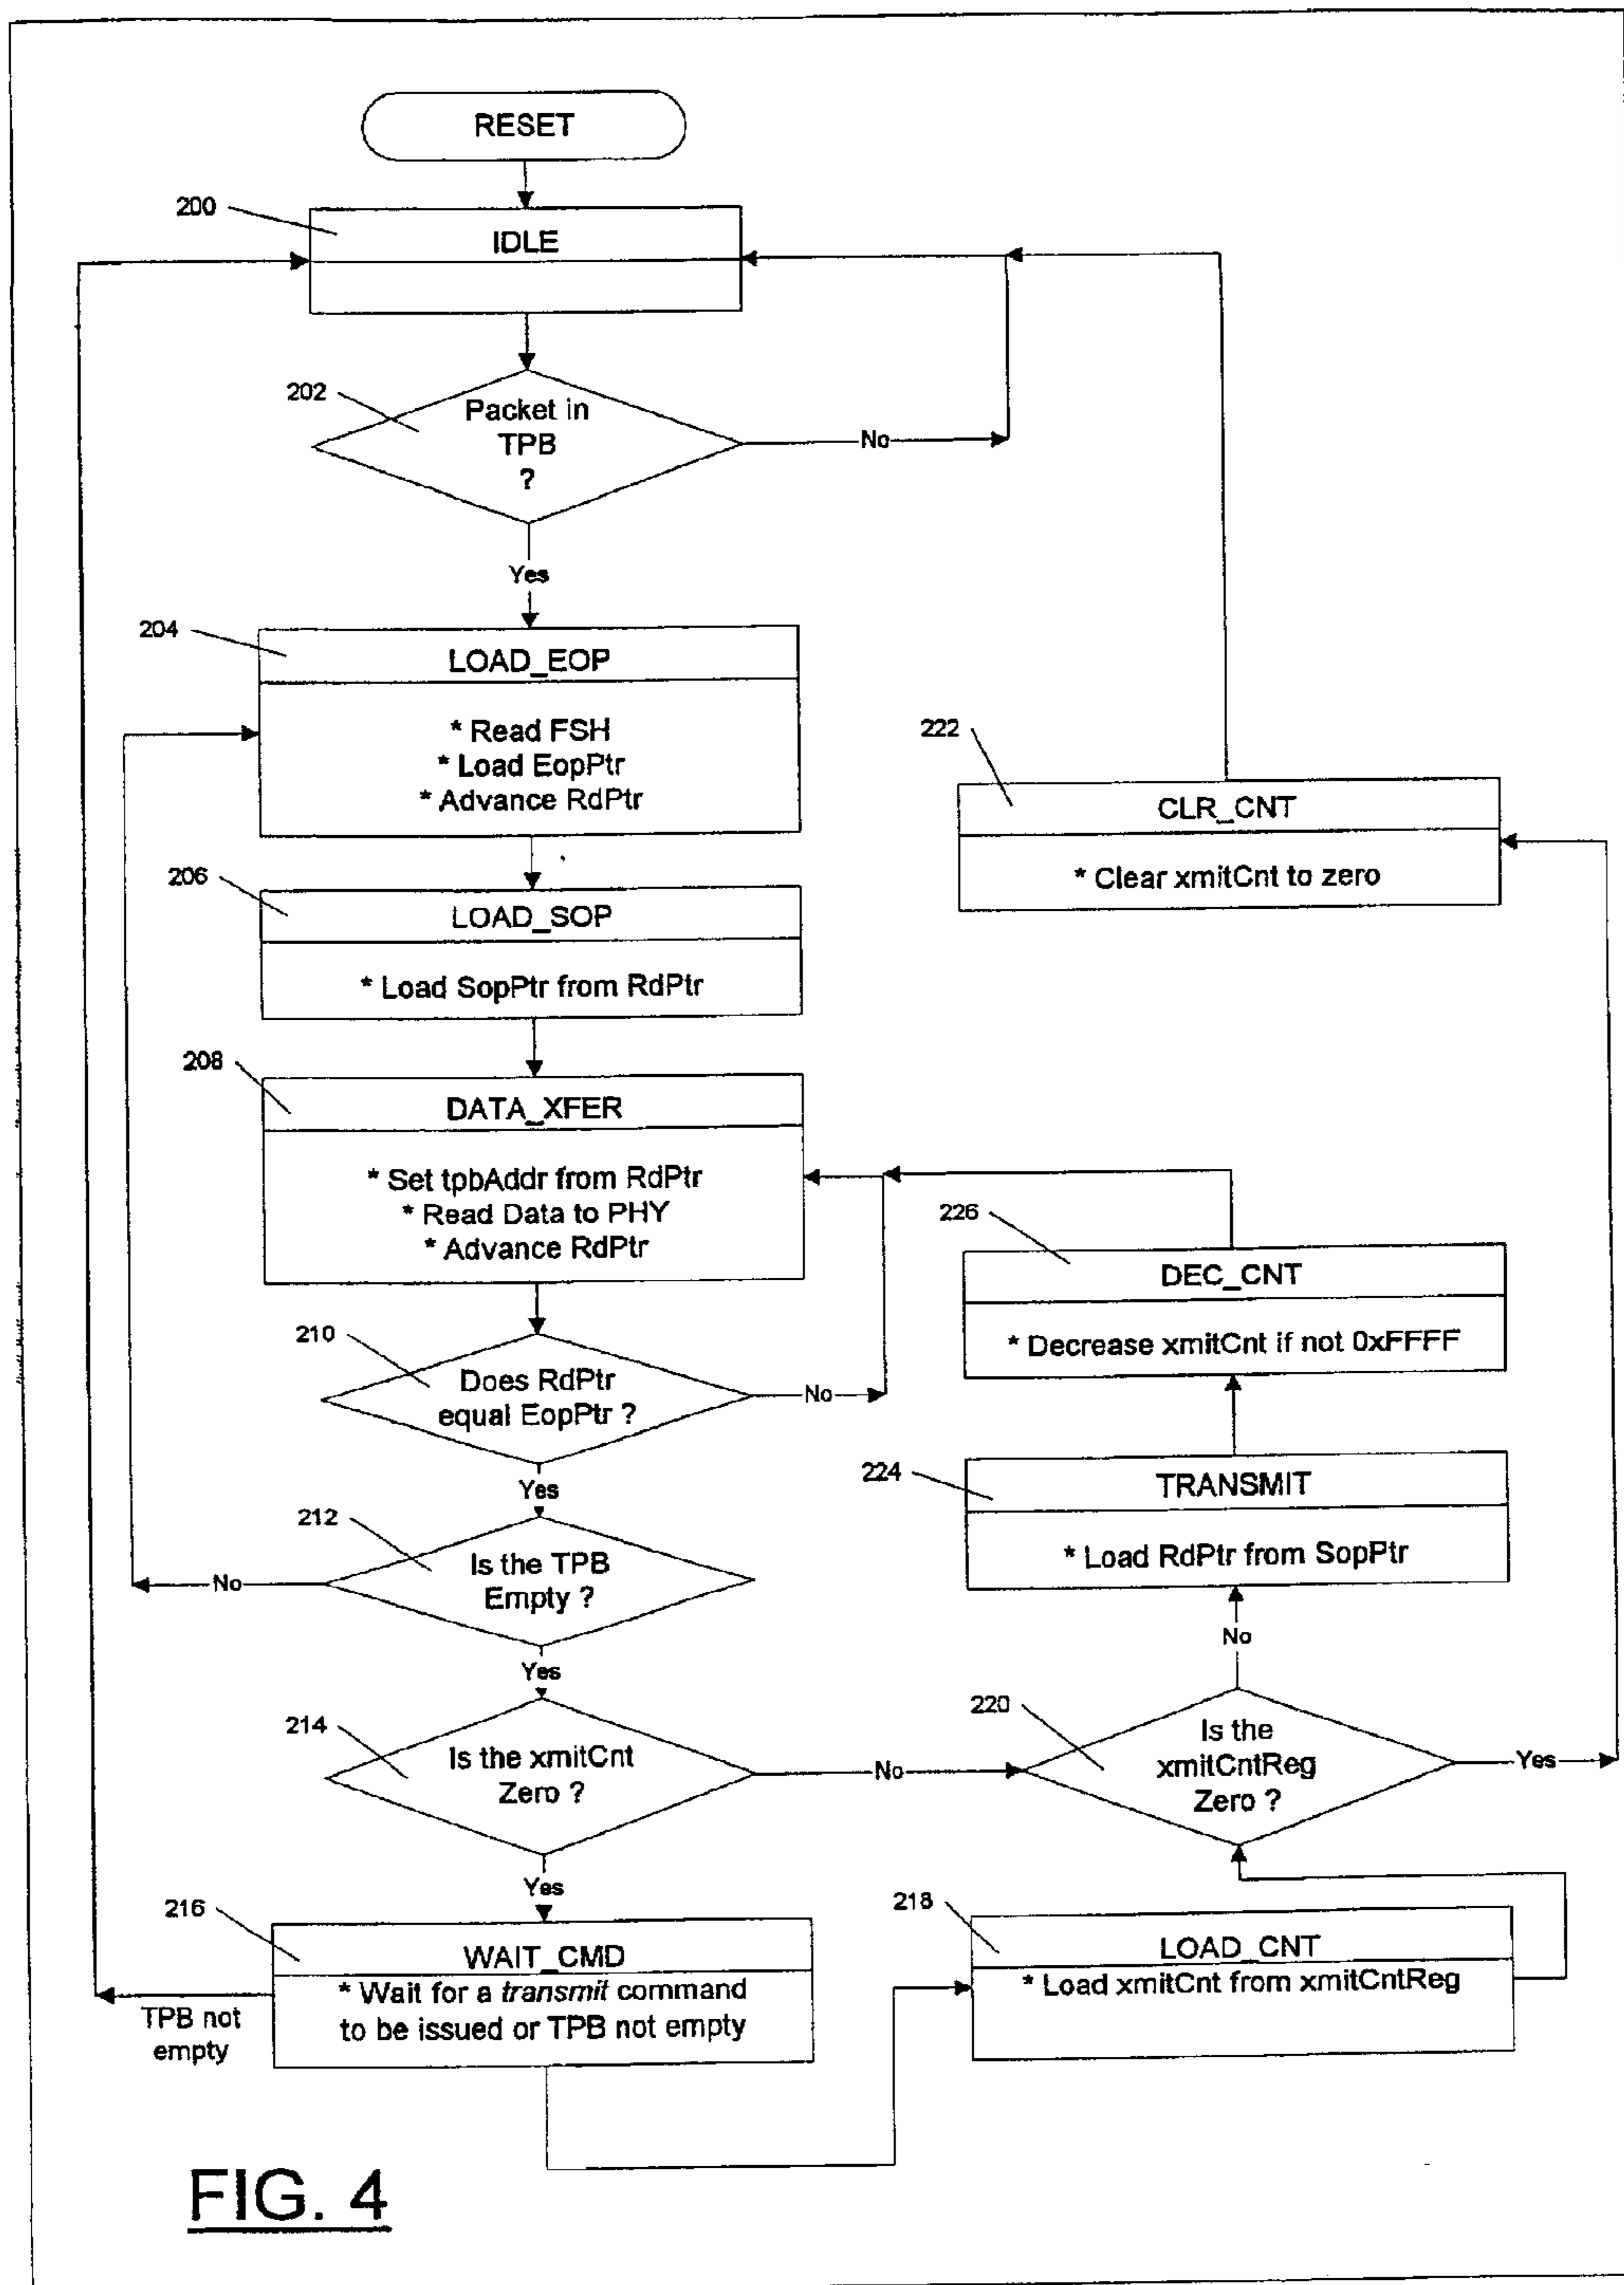 RESET
200
IDLE
202
Packet in
TPB
?
No
Yes
204
LOAD_EOP
* Read FSH
* Load EopPtr
* Advance RdPtr
222
CLR_CNT
* Clear xmitCnt to zero
206
LOAD_SOP
* Load SopPtr from RdPtr
208
DATA_XFER
* Set tpbAddr from RdPtr
* Read Data to PHY
* Advance RdPtr
226
DEC_CNT
* Decrease xmitCnt if not 0xFFFF
210
Does RdPtr
equal EopPtr ?
No
Yes
224
TRANSMIT
* Load RdPtr from SopPtr
212
Is the TPB
Empty ?
No
Yes
No
214
Is the xmitCnt
Zero ?
No
220
Is the
xmitCntReg
Zero ?
Yes
Yes
216
WAIT_CMD
* Wait for a transmit command
to be issued or TPB not empty
TPB not
empty
218
LOAD_CNT
* Load xmitCnt from xmitCntReg
FIG. 4